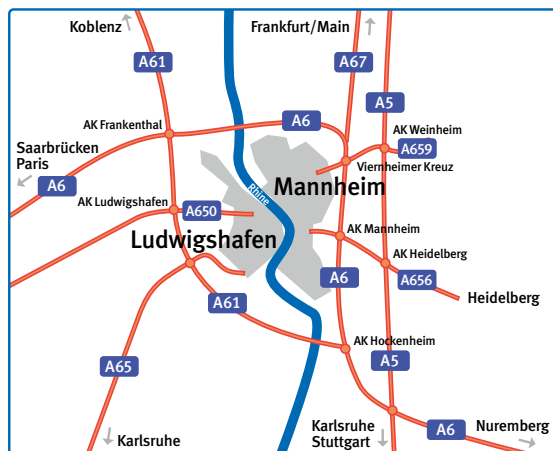 Koblenz
Frankfurt/Main
A61
A67
A5
A6
AK Frankenthal
AK Weinheim
A659
Saarbrücken
Paris
Viernheimer Kreuz
A6
Mannheim
Rhine
AK Ludwigshafen
A650
Ludwigshafen
AK Mannheim
AK Heidelberg
A6
A656
Heidelberg
A61
AK Hockenheim
A65
A5
Karlsruhe
Karlsruhe
Stuttgart
A6
Nuremberg